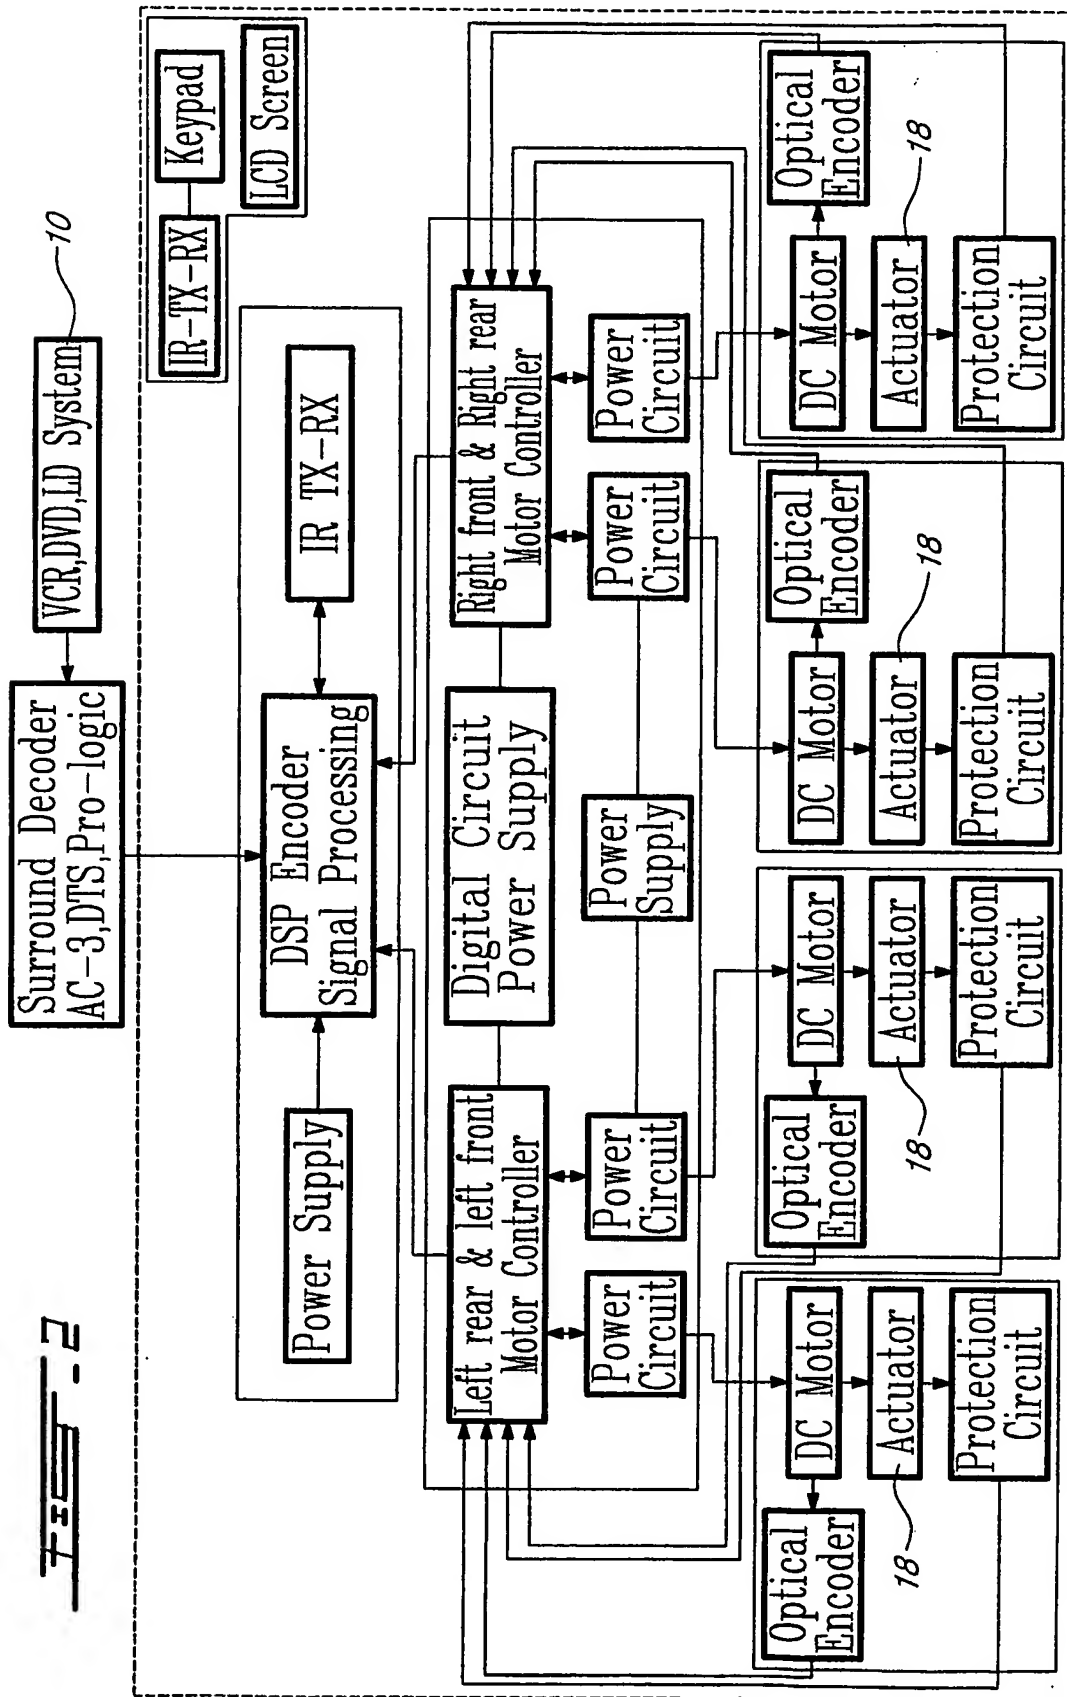 FIG - 2
Surround Decoder
AC-3,DTS,Pro-logic
VCR,DVD,LD System
10
IR-TX-RX
Keypad
LCD Screen
Power Supply
DSP Encoder
Signal Processing
IR TX-RX
Left rear & left front
Motor Controller
Digital Circuit
Power Supply
Right front & Right rear
Motor Controller
Power
Circuit
Power
Circuit
Power
Supply
Power
Circuit
Power
Circuit
Optical
Encoder
DC Motor
Actuator
18
Protection
Circuit
Optical
Encoder
DC Motor
Actuator
18
Protection
Circuit
DC Motor
Optical
Encoder
Actuator
18
Protection
Circuit
DC Motor
Optical
Encoder
Actuator
18
Protection
Circuit